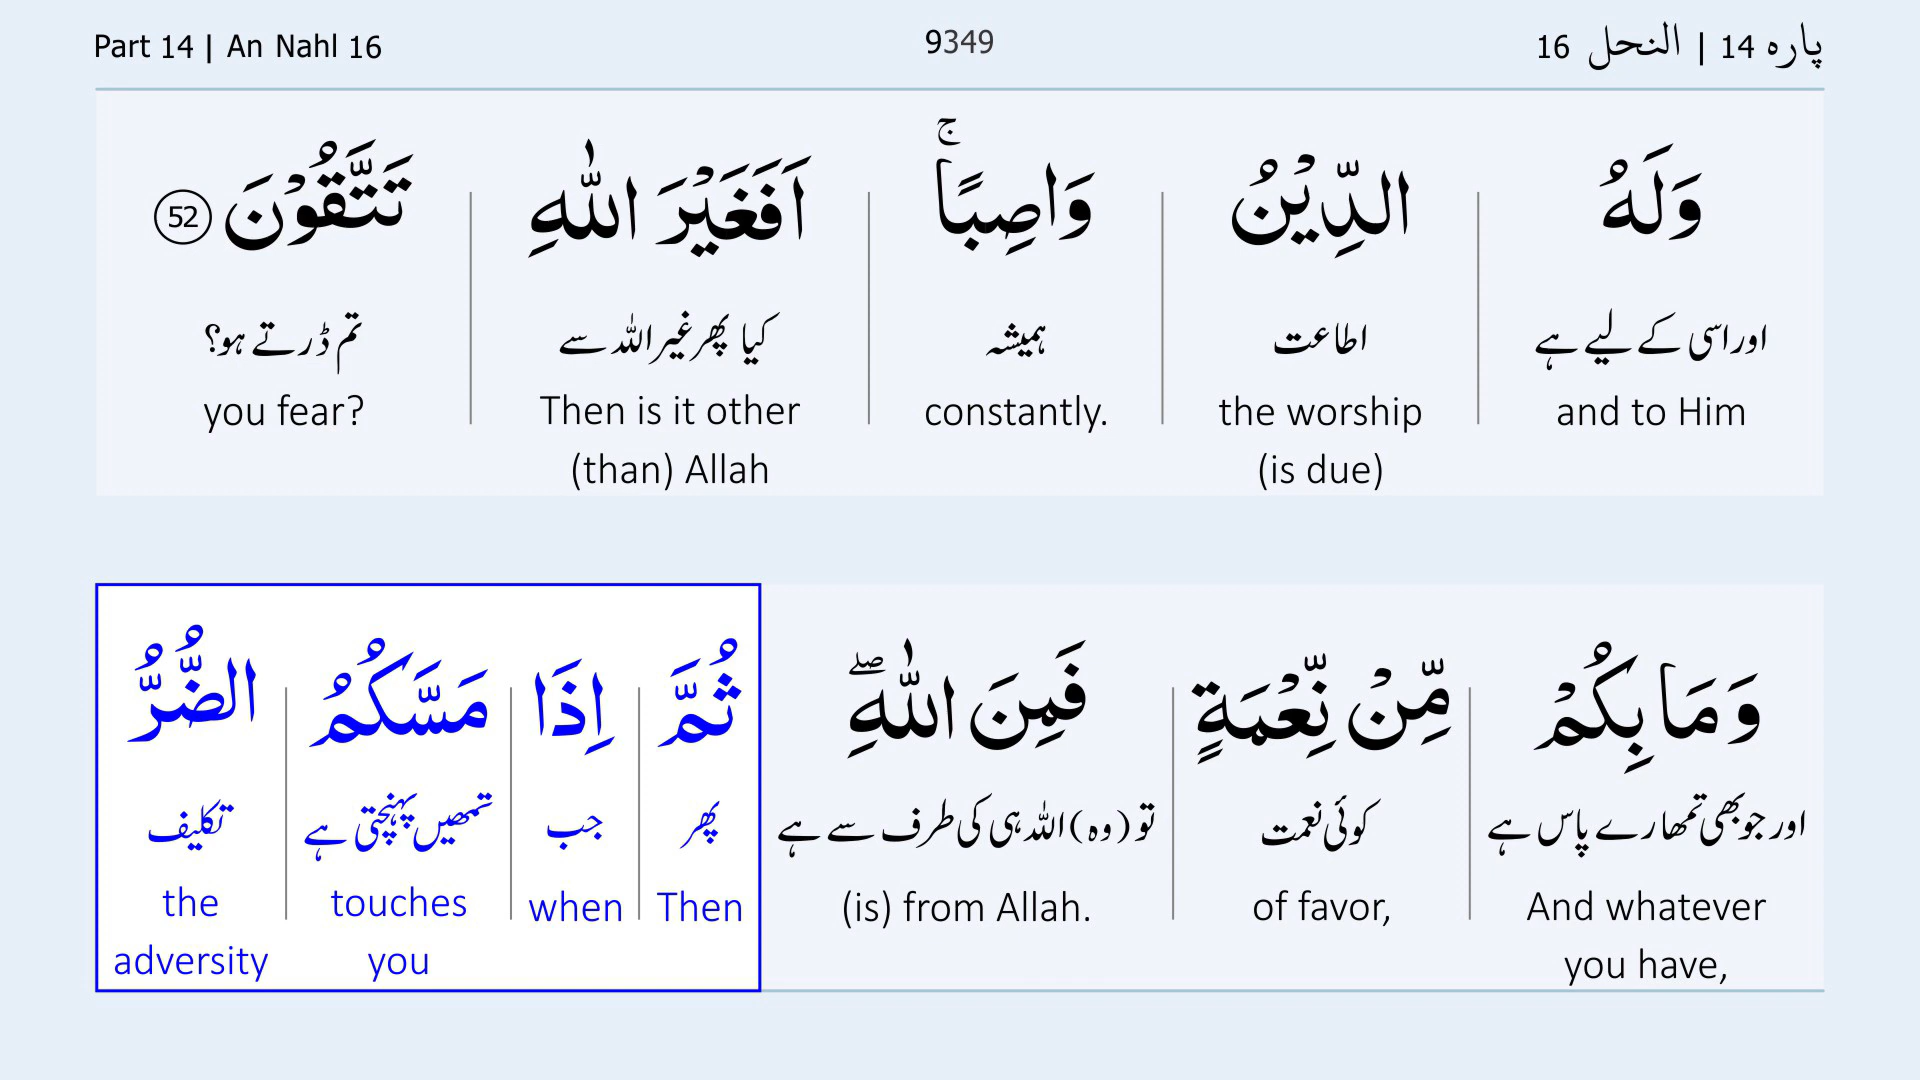 Part 14 | An Nahl 16
9349
پارہ 14 | النحل 16
وَلَهُ الدِّيْنُ وَاصِبًا ۚ اَفَغَيْرَ اللّٰهِ تَتَّقُوْنَ 52
اور اسی کے لیے ہے اطاعت ہمیشہ کیا پھر غیر اللہ سے تم ڈرتے ہو؟
and to Him the worship constantly. Then is it other you fear?
(is due) (than) Allah
وَمَا بِكُمْ مِّنْ نِّعْمَةٍ فَمِنَ اللّٰهِ ۖ ثُمَّ اِذَا مَسَّكُمُ الضُّرُّ
اور جو بھی تمھارے پاس ہے کوئی نعمت تو (وہ) اللہ ہی کی طرف سے ہے پھر جب تمھیں پہنچتی ہے تکلیف
And whatever of favor, (is) from Allah. Then when touches the
you have, you adversity